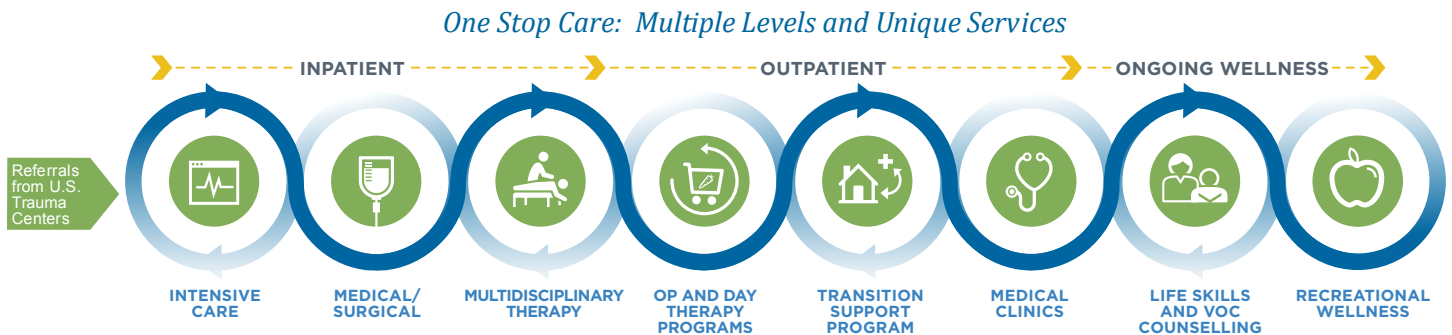 One Stop Care: Multiple Levels and Unique Services
INPATIENT
OUTPATIENT
ONGOING WELLNESS
Referrals
from U.S.
Trauma
Centers
INTENSIVE
CARE
MEDICAL/
SURGICAL
MULTIDISCIPLINARY
THERAPY
OP AND DAY
THERAPY
PROGRAMS
TRANSITION
SUPPORT
PROGRAM
MEDICAL
CLINICS
LIFE SKILLS
AND VOC
COUNSELLING
RECREATIONAL
WELLNESS